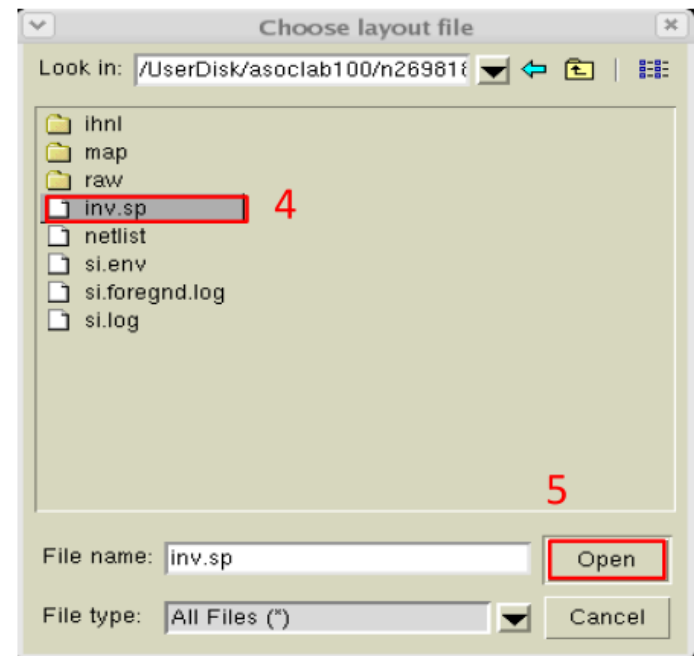 Choose layout file
Look in: /UserDisk/asoclab100/n269818
ihnl
map
raw
inv.sp 4
netlist
si.env
si.foregnd.log
si.log
5
File name: inv.sp Open
File type: All Files (*) Cancel